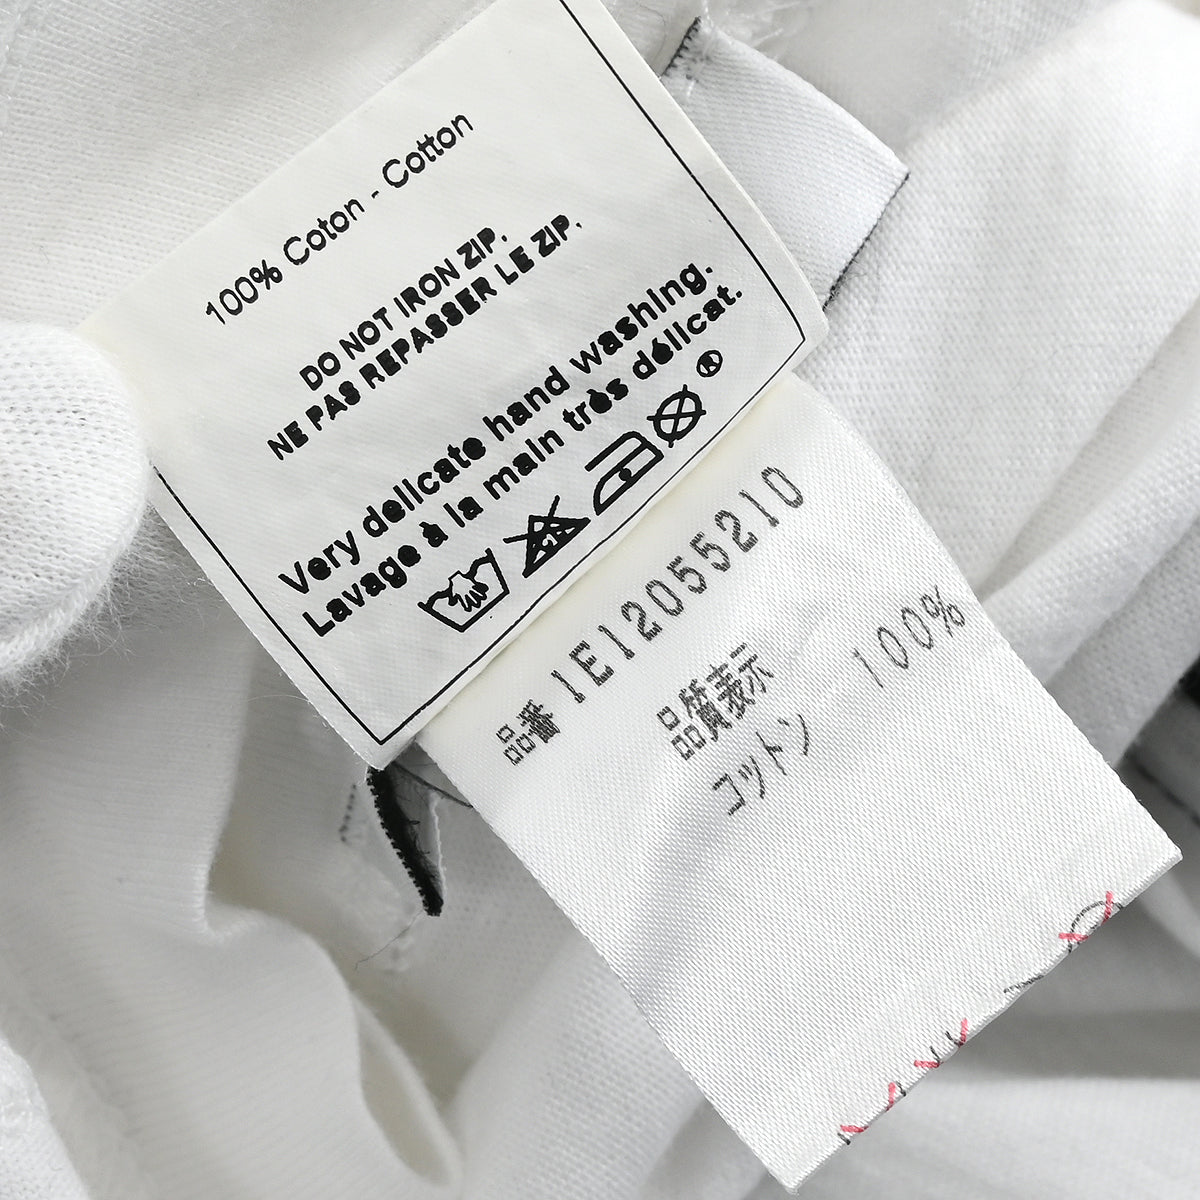 100% Coton - Cotton
DO NOT IRON ZIP.
NE PAS REPASSER LE ZIP.
Very delicate hand washing.
Lavage à la main très délicat.
品番 1E12055210
品質表示
コットン 100%